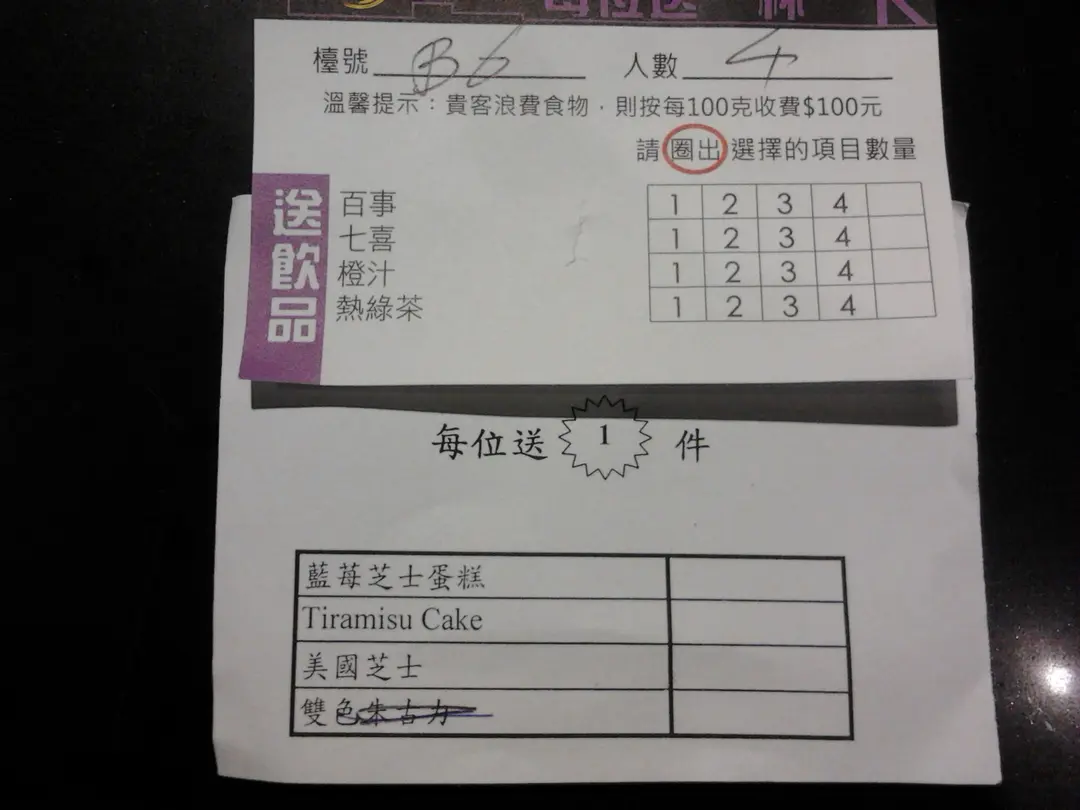 每位送 杯
檯號 B6 人數 4
溫馨提示：貴客浪費食物，則按每100克收費$100元
請 圈出 選擇的項目數量
送飲品
百事 1 2 3 4
七喜 1 2 3 4
橙汁 1 2 3 4
熱綠茶 1 2 3 4
每位送 1 件
藍莓芝士蛋糕
Tiramisu Cake
美國芝士
雙色朱古力